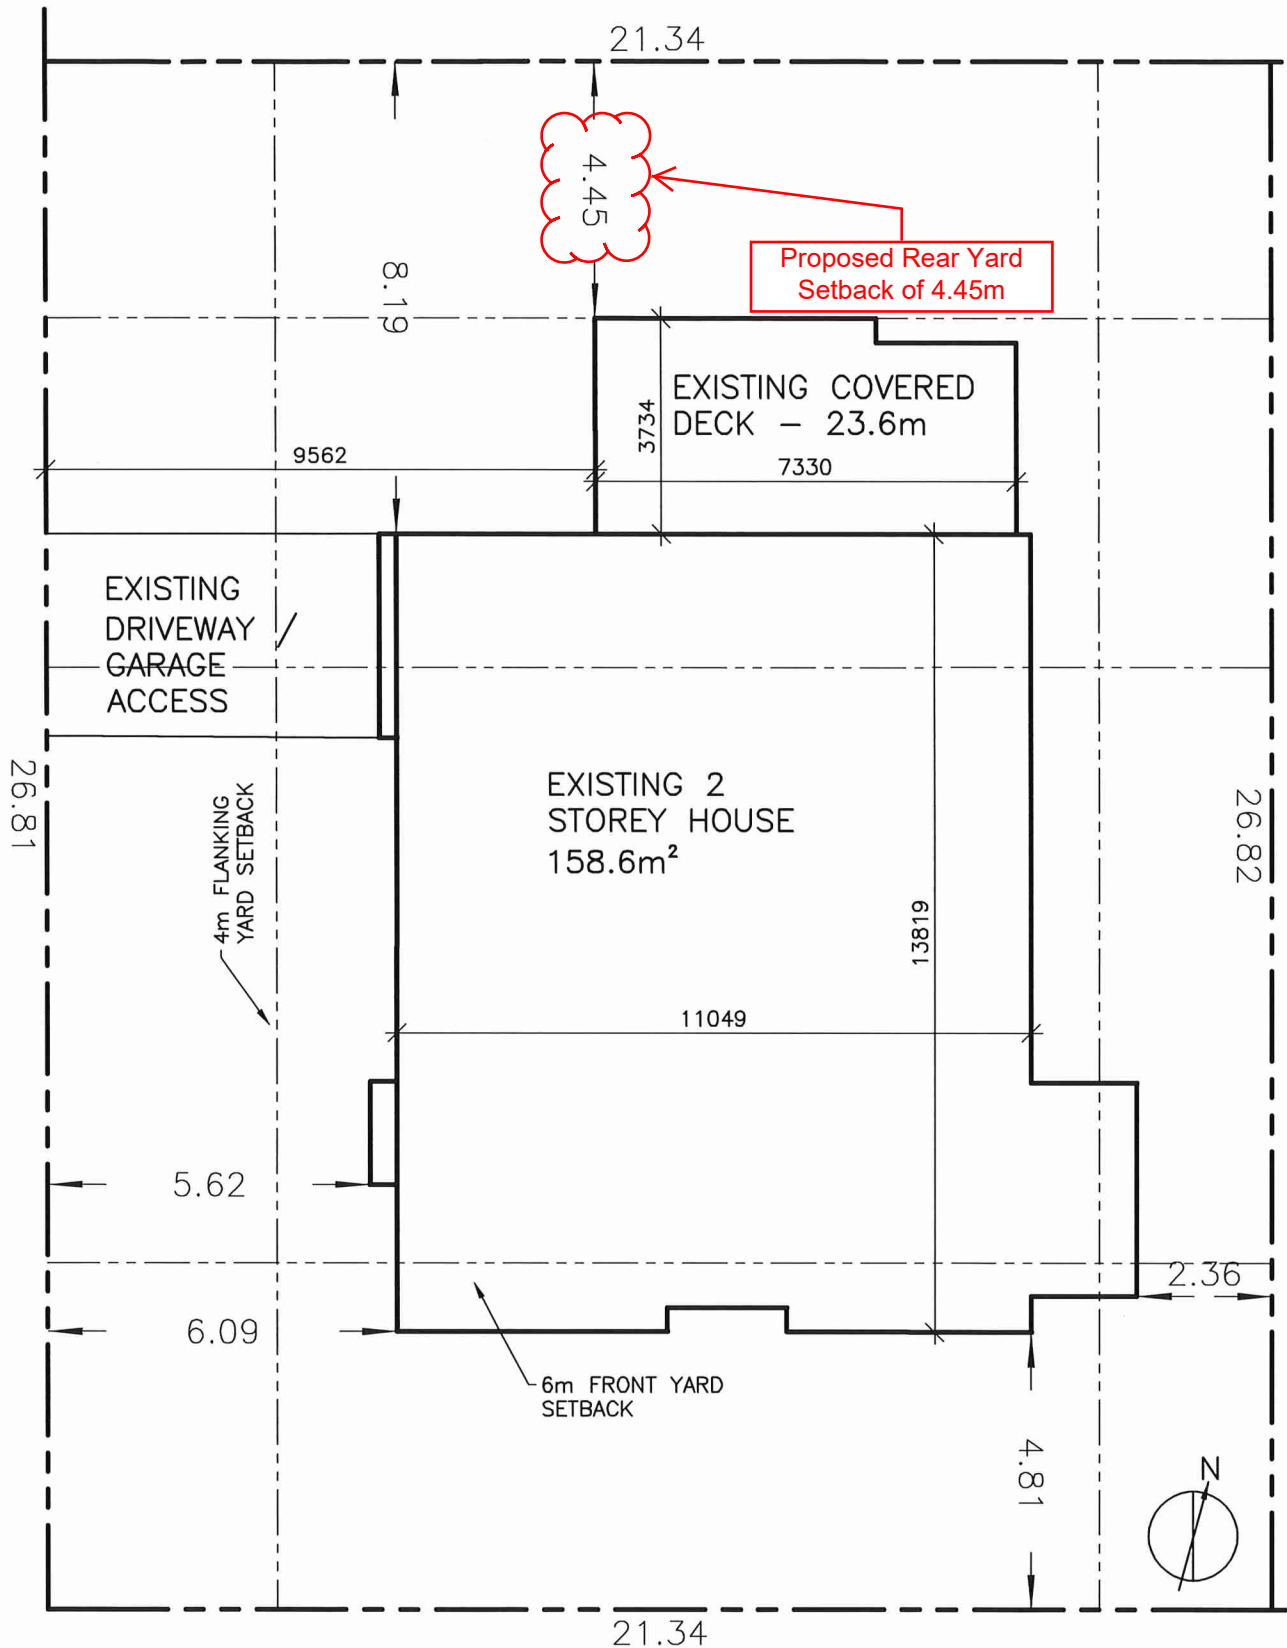 21.34
4.45
Proposed Rear Yard
Setback of 4.45m
8.19
EXISTING COVERED
DECK – 23.6m
3734
9562
7330
EXISTING
DRIVEWAY /
GARAGE
ACCESS
26.81
4m FLANKING
YARD SETBACK
EXISTING 2
STOREY HOUSE
158.6m²
26.82
13819
11049
5.62
2.36
6.09
6m FRONT YARD
SETBACK
4.81
N
21.34